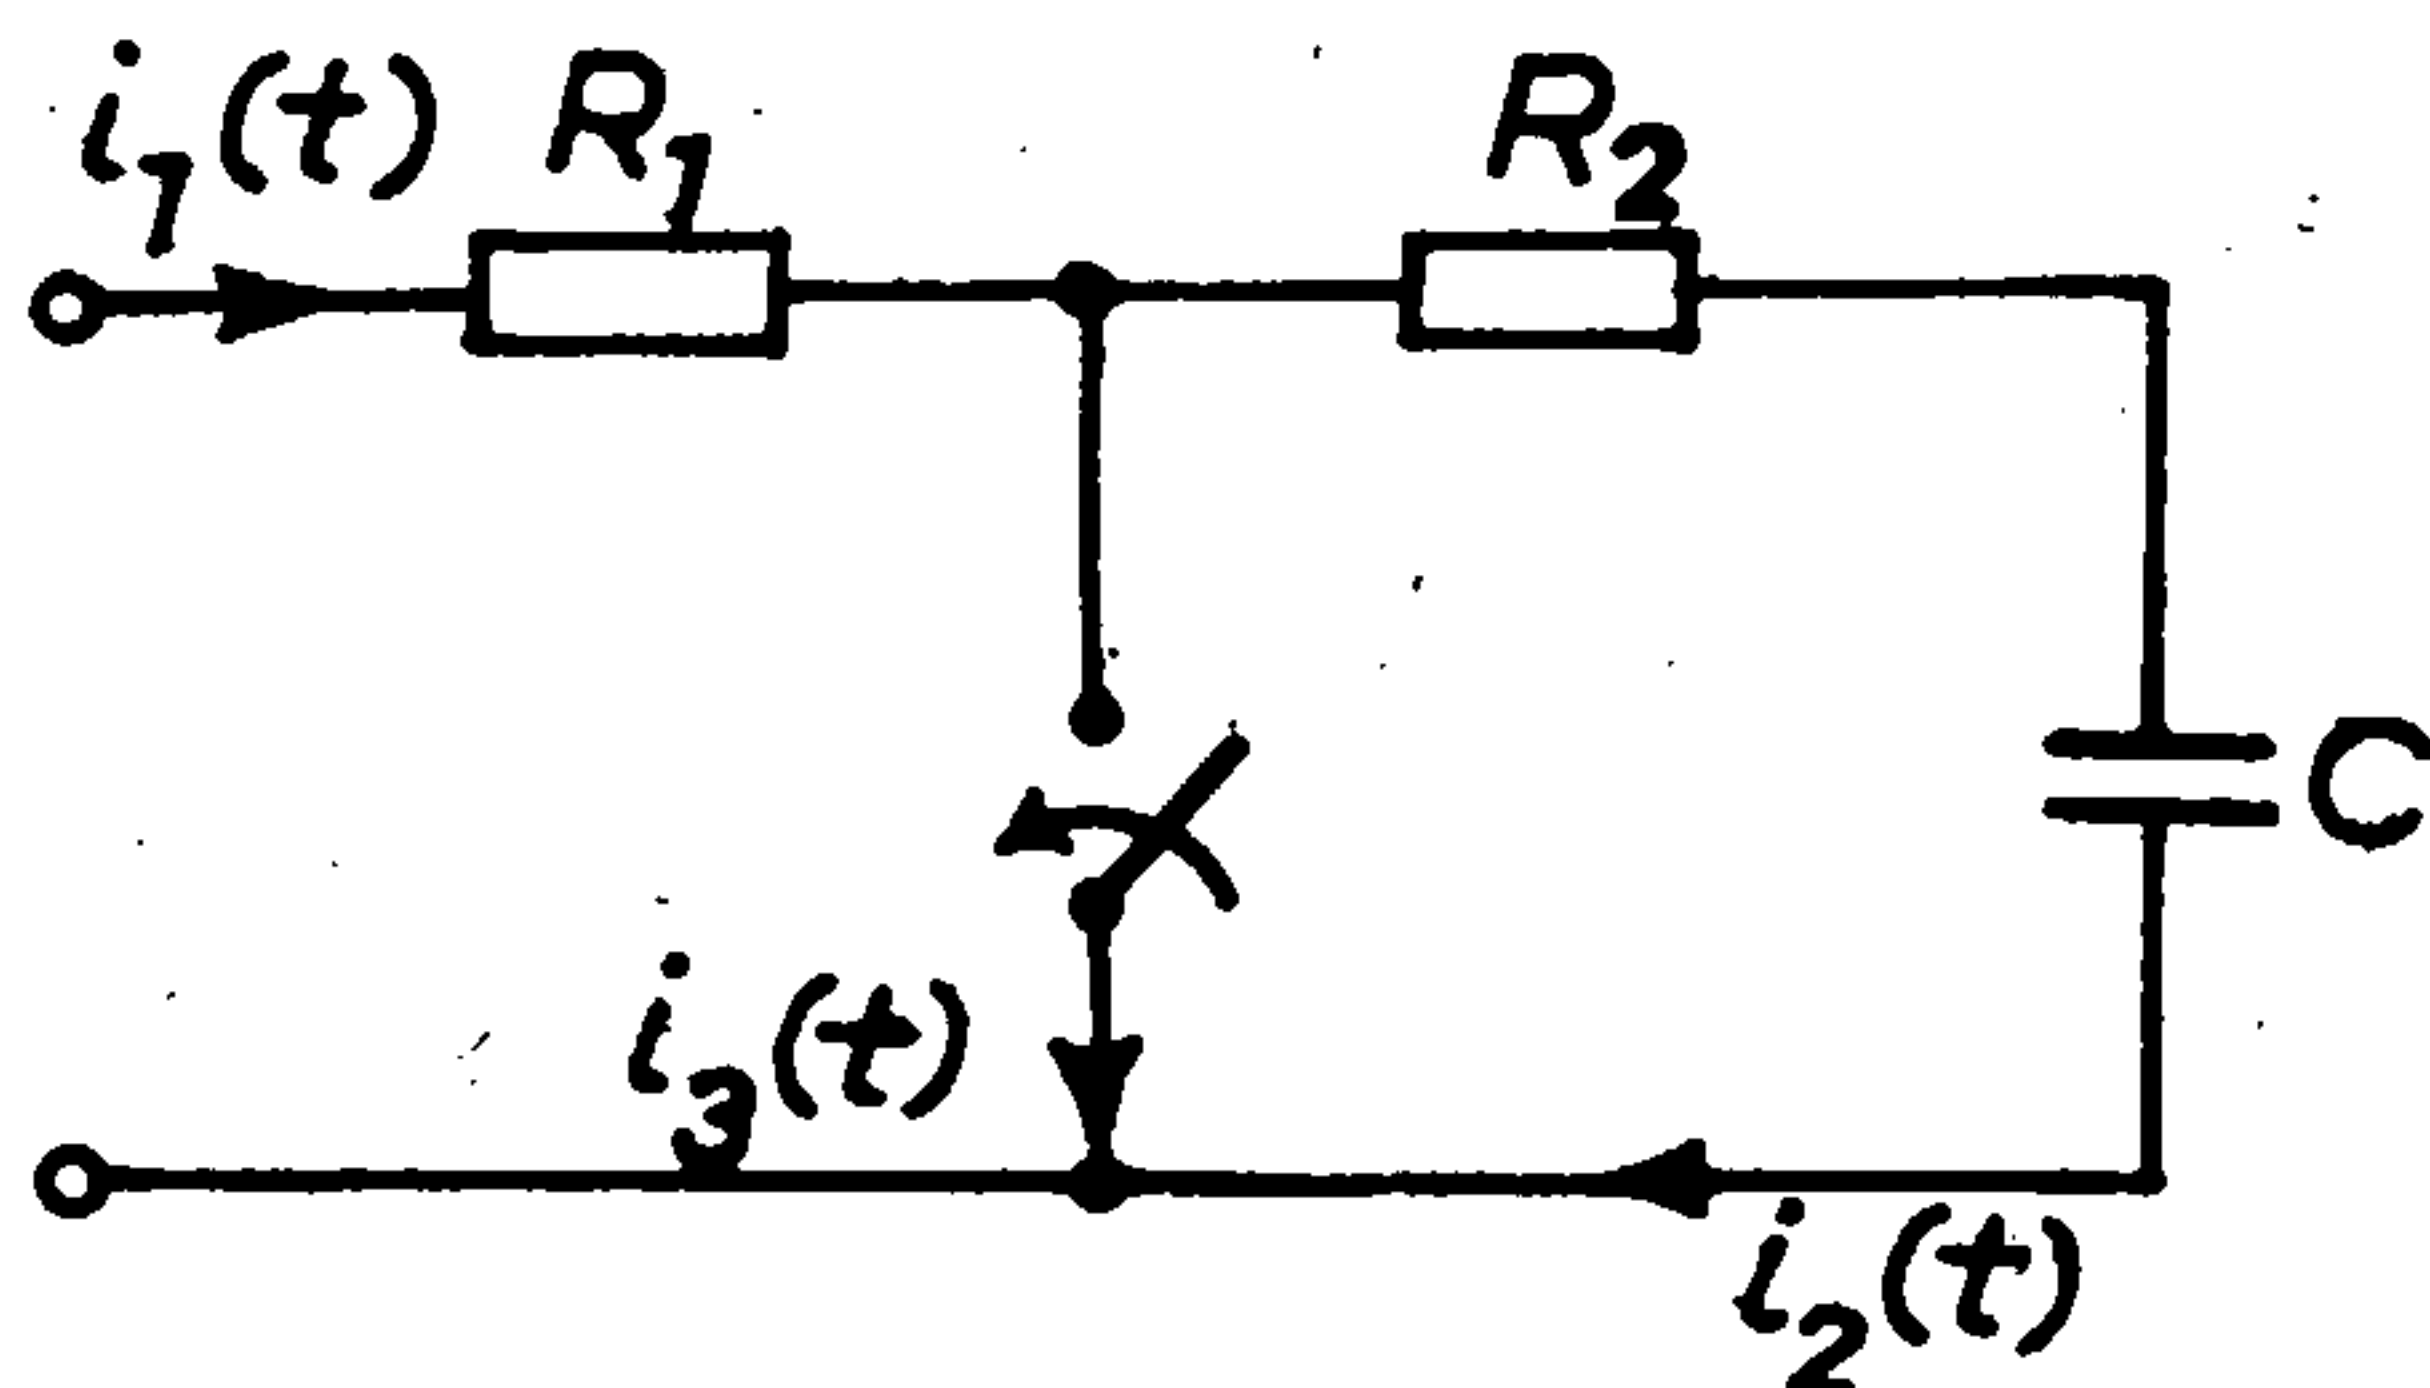 i₁(t) R₁ R₂
C
i₃(t)
i₂(t)